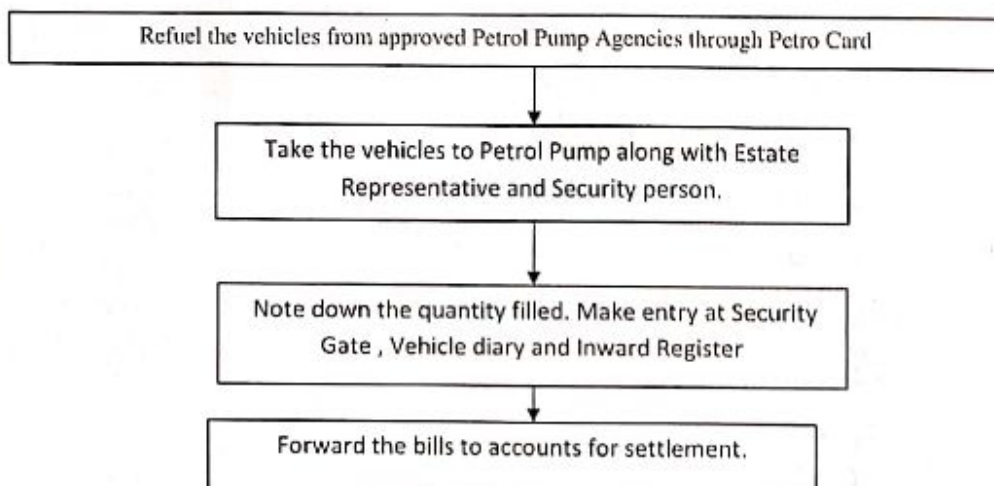 Refuel the vehicles from approved Petrol Pump Agencies through Petro Card
Take the vehicles to Petrol Pump along with Estate
Representative and Security person.
Note down the quantity filled. Make entry at Security
Gate , Vehicle diary and Inward Register
Forward the bills to accounts for settlement.